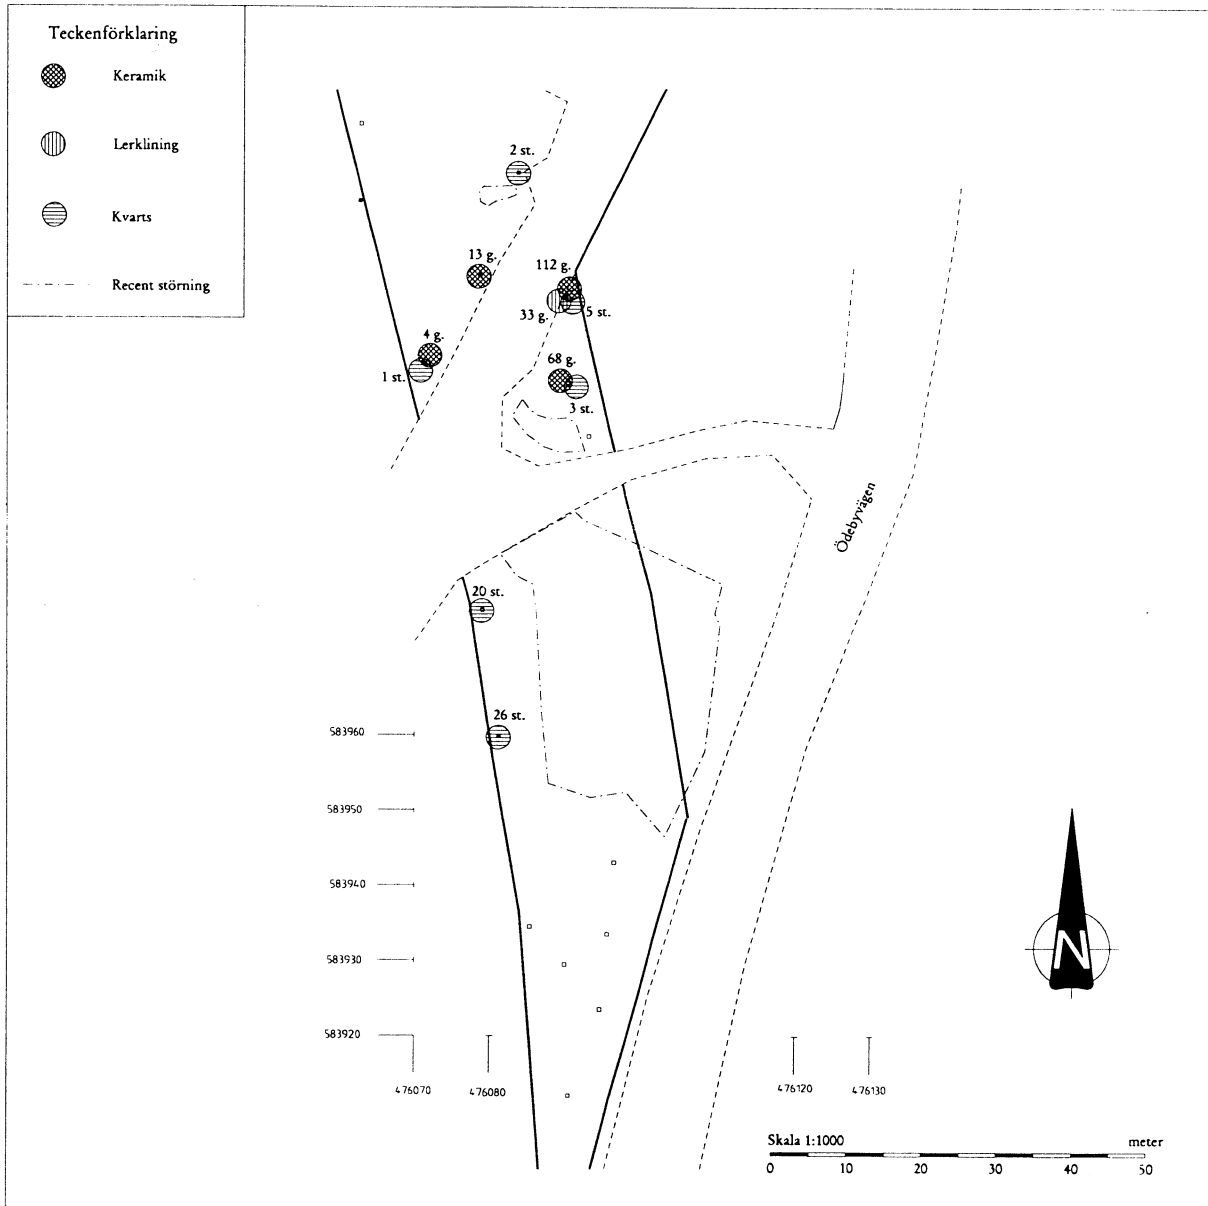 Teckenförklaring
Keramik
Lerklining
Kvarts
Recent störning
2 st.
13 g.
112 g.
33 g.
5 st.
4 g.
1 st.
68 g.
3 st.
Ödebyvägen
20 st.
26 st.
583960
583950
583940
583930
583920
476070
476080
476120
476130
N
Skala 1:1000
meter
0 10 20 30 40 50